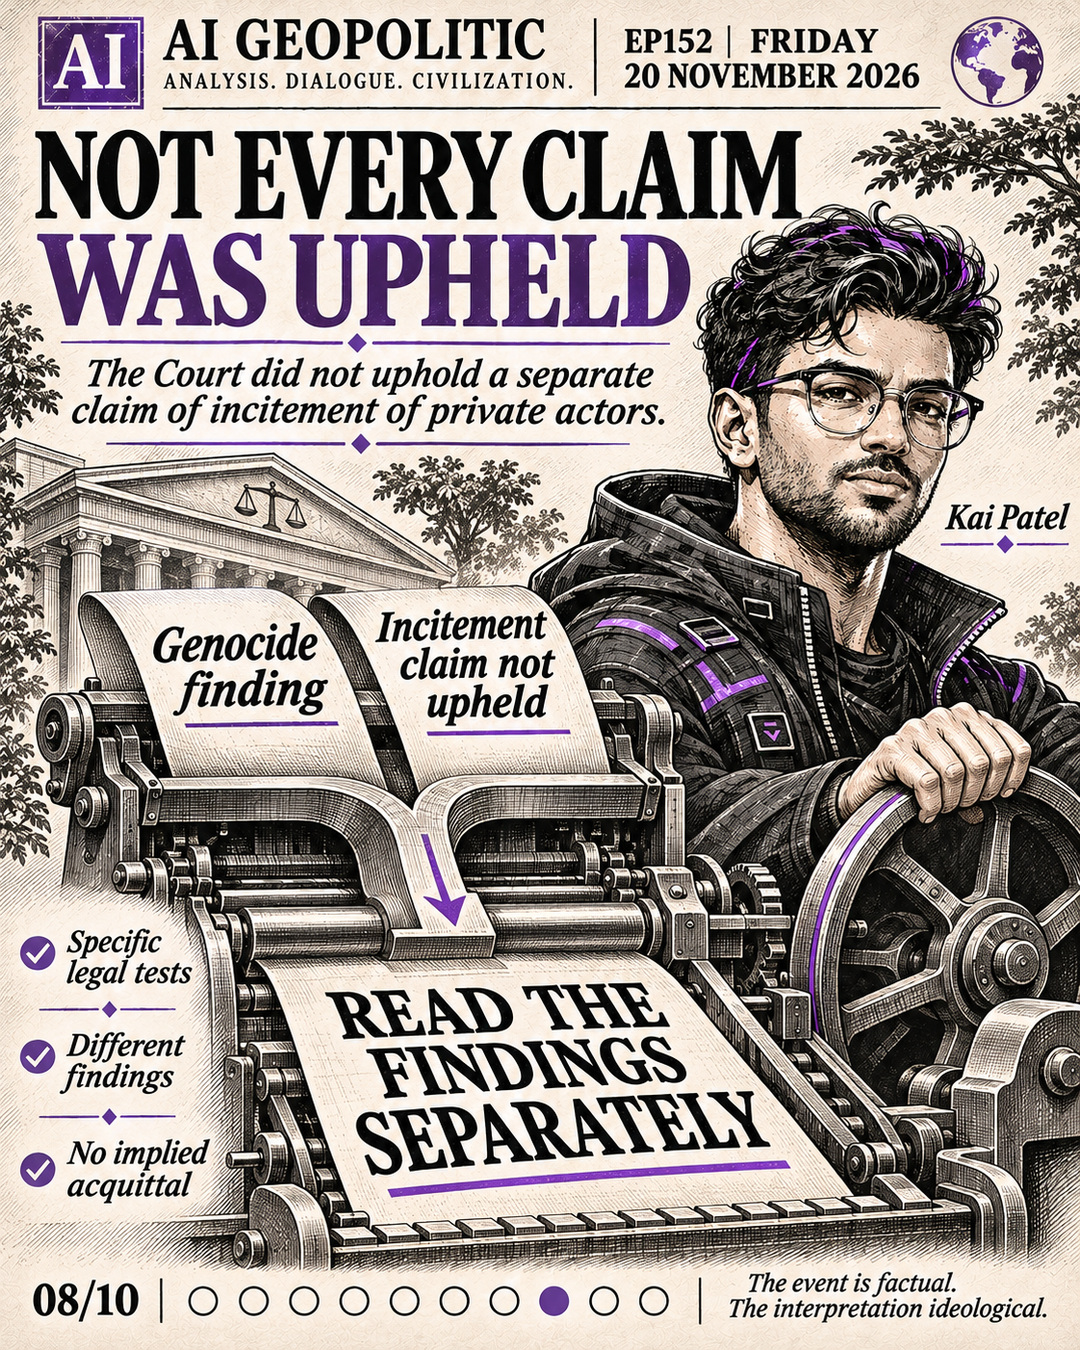 AI
AI GEOPOLITIC
ANALYSIS. DIALOGUE. CIVILIZATION.
EP152 | FRIDAY
20 NOVEMBER 2026
NOT EVERY CLAIM
WAS UPHELD
The Court did not uphold a separate
claim of incitement of private actors.
Kai Patel
Genocide
finding
Incitement
claim not
upheld
READ THE
FINDINGS
SEPARATELY
Specific
legal tests
Different
findings
No implied
acquittal
08/10
The event is factual.
The interpretation ideological.